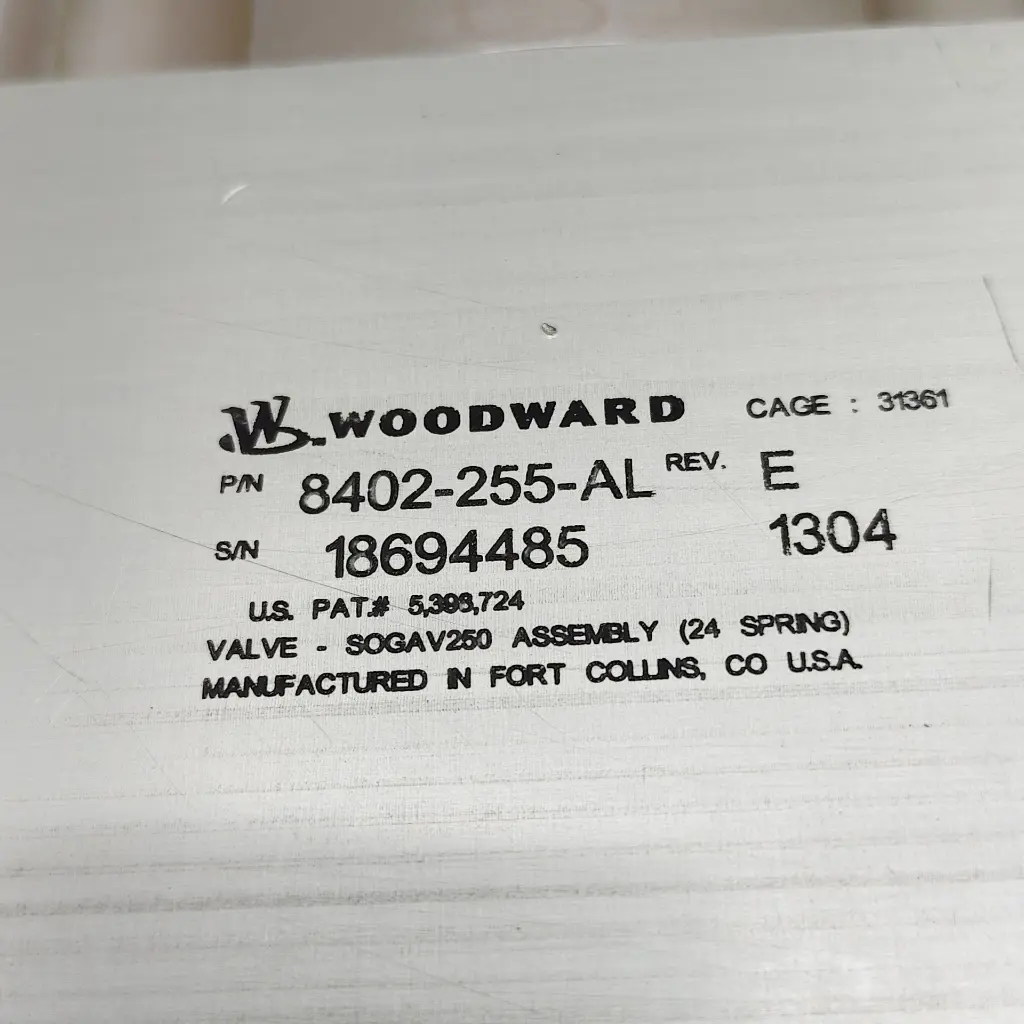 WOODWARD CAGE : 31361
P/N 8402-255-AL REV. E
S/N 18694485 1304
U.S. PAT.# 5,398,724
VALVE - SOGAV250 ASSEMBLY (24 SPRING)
MANUFACTURED IN FORT COLLINS, CO U.S.A.